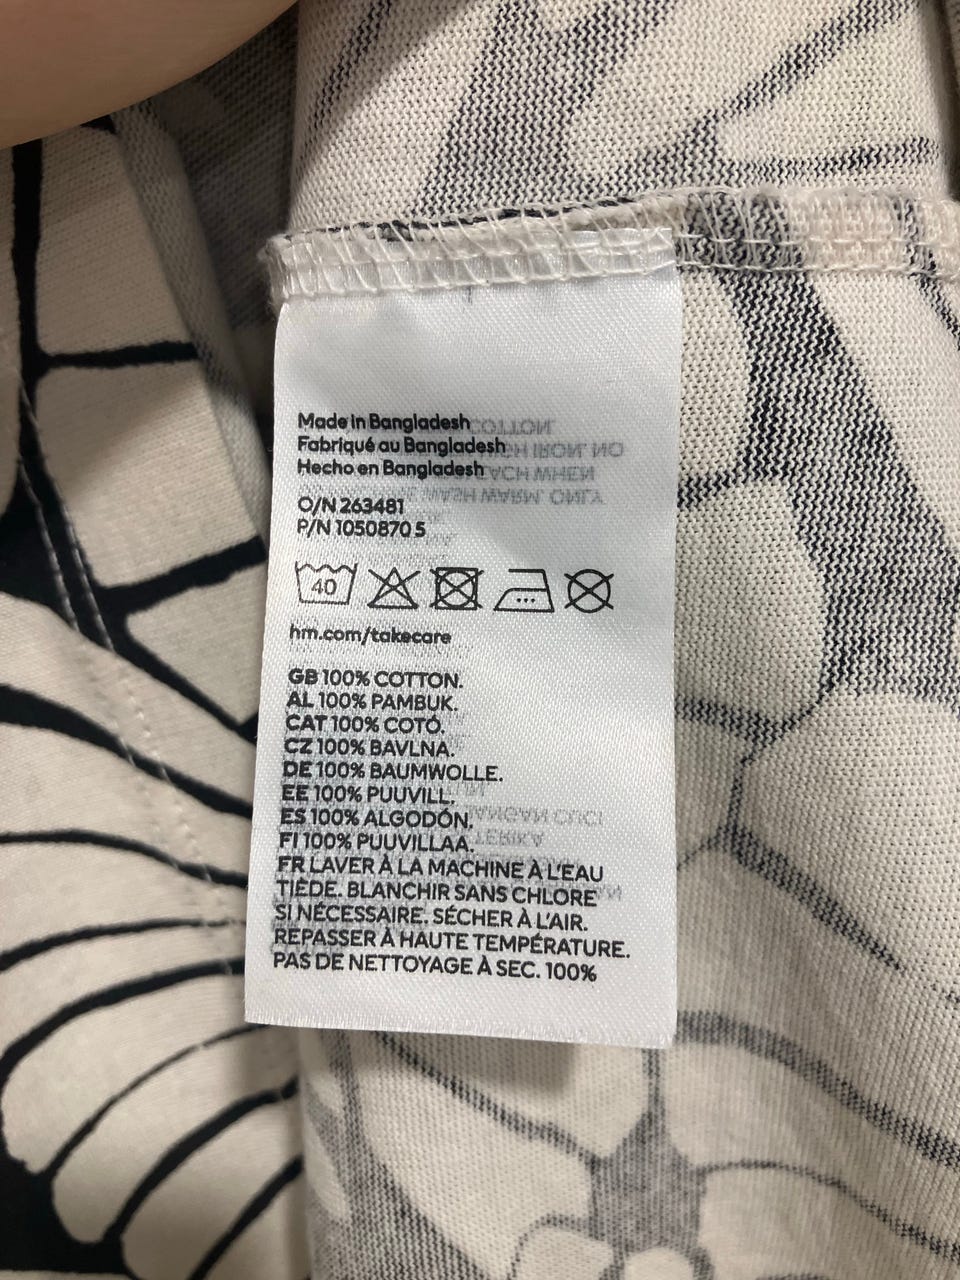 Made in Bangladesh
Fabriqué au Bangladesh
Hecho en Bangladesh
O/N 263481
P/N 1050870 5
40
hm.com/takecare
GB 100% COTTON.
AL 100% PAMBUK.
CAT 100% COTÓ.
CZ 100% BAVLNA.
DE 100% BAUMWOLLE.
EE 100% PUUVILL.
ES 100% ALGODÓN.
FI 100% PUUVILLAA.
FR LAVER À LA MACHINE À L'EAU
TIÈDE. BLANCHIR SANS CHLORE
SI NÉCESSAIRE. SÉCHER À L'AIR.
REPASSER À HAUTE TEMPÉRATURE.
PAS DE NETTOYAGE À SEC. 100%